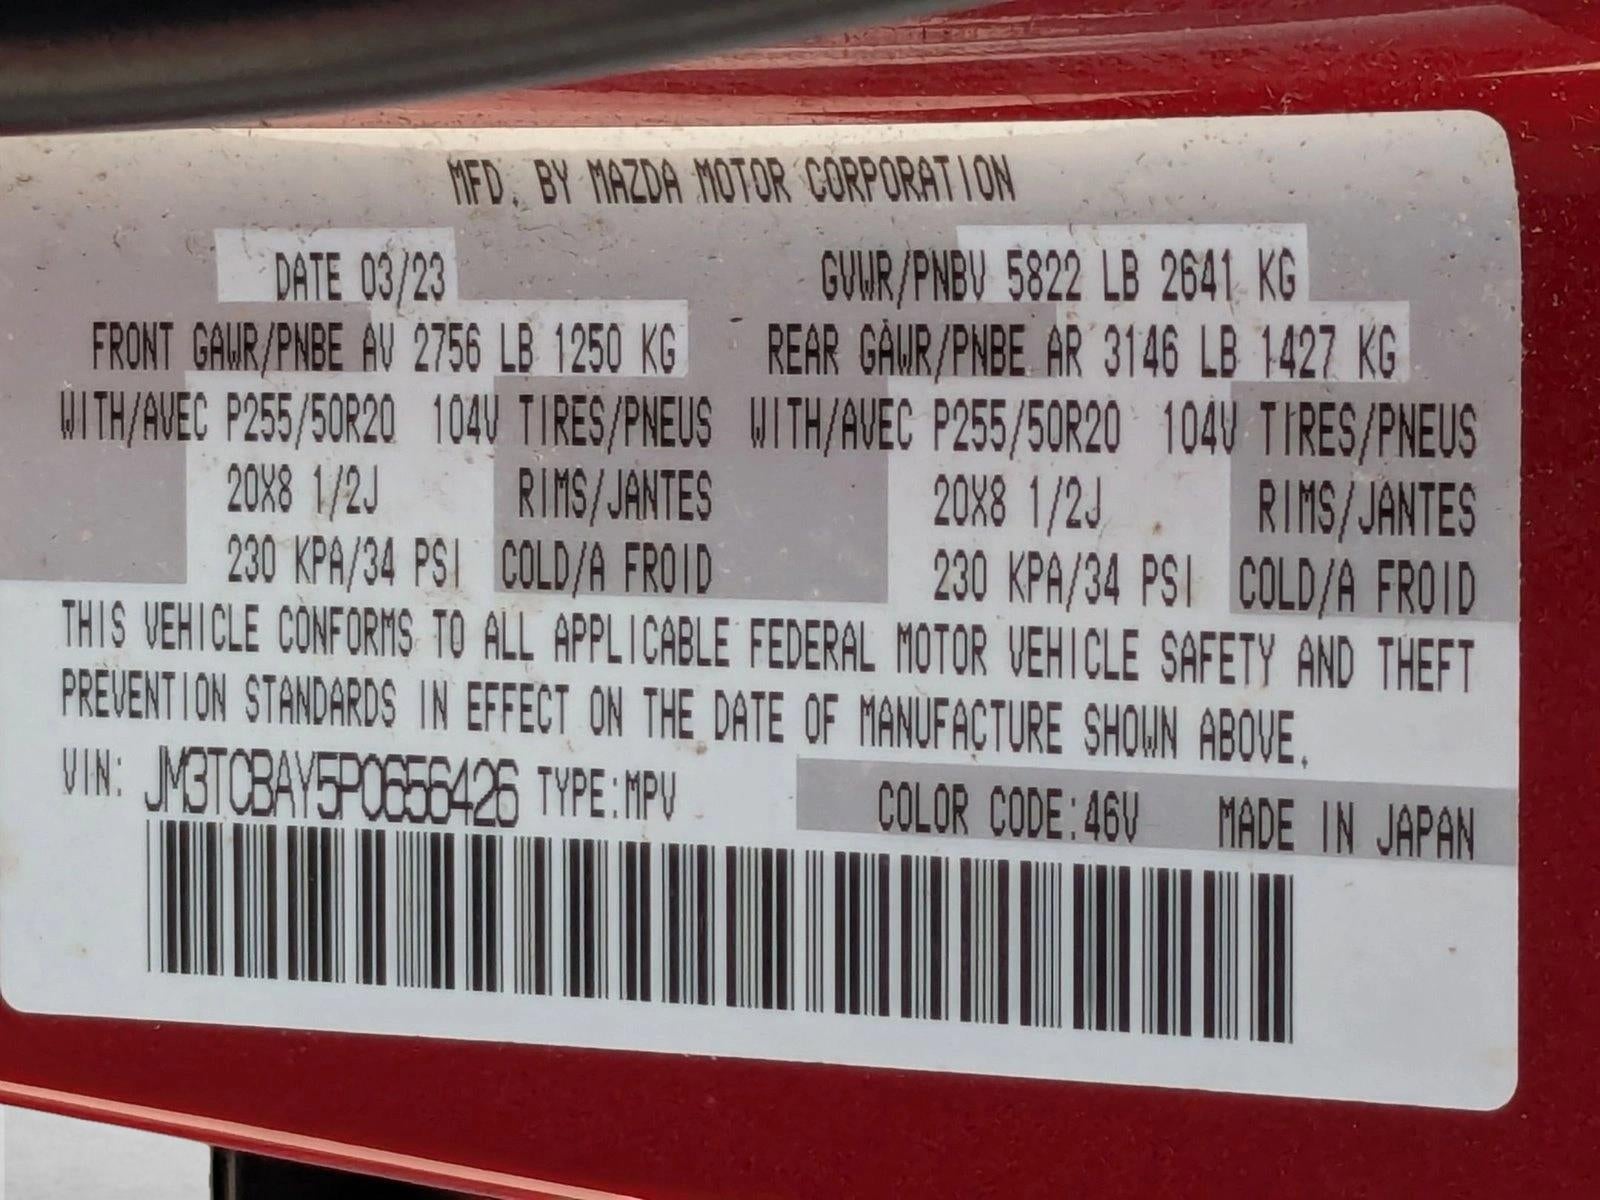 MFD. BY MAZDA MOTOR CORPORATION
DATE 03/23 GVWR/PNBV 5822 LB 2641 KG
FRONT GAWR/PNBE AV 2756 LB 1250 KG REAR GAWR/PNBE AR 3146 LB 1427 KG
WITH/AVEC P255/50R20 104V TIRES/PNEUS WITH/AVEC P255/50R20 104V TIRES/PNEUS
20X8 1/2J RIMS/JANTES 20X8 1/2J RIMS/JANTES
230 KPA/34 PSI COLD/A FROID 230 KPA/34 PSI COLD/A FROID
THIS VEHICLE CONFORMS TO ALL APPLICABLE FEDERAL MOTOR VEHICLE SAFETY AND THEFT
PREVENTION STANDARDS IN EFFECT ON THE DATE OF MANUFACTURE SHOWN ABOVE.
VIN: JM3TCBAY5P0656426 TYPE:MPV COLOR CODE:46V MADE IN JAPAN